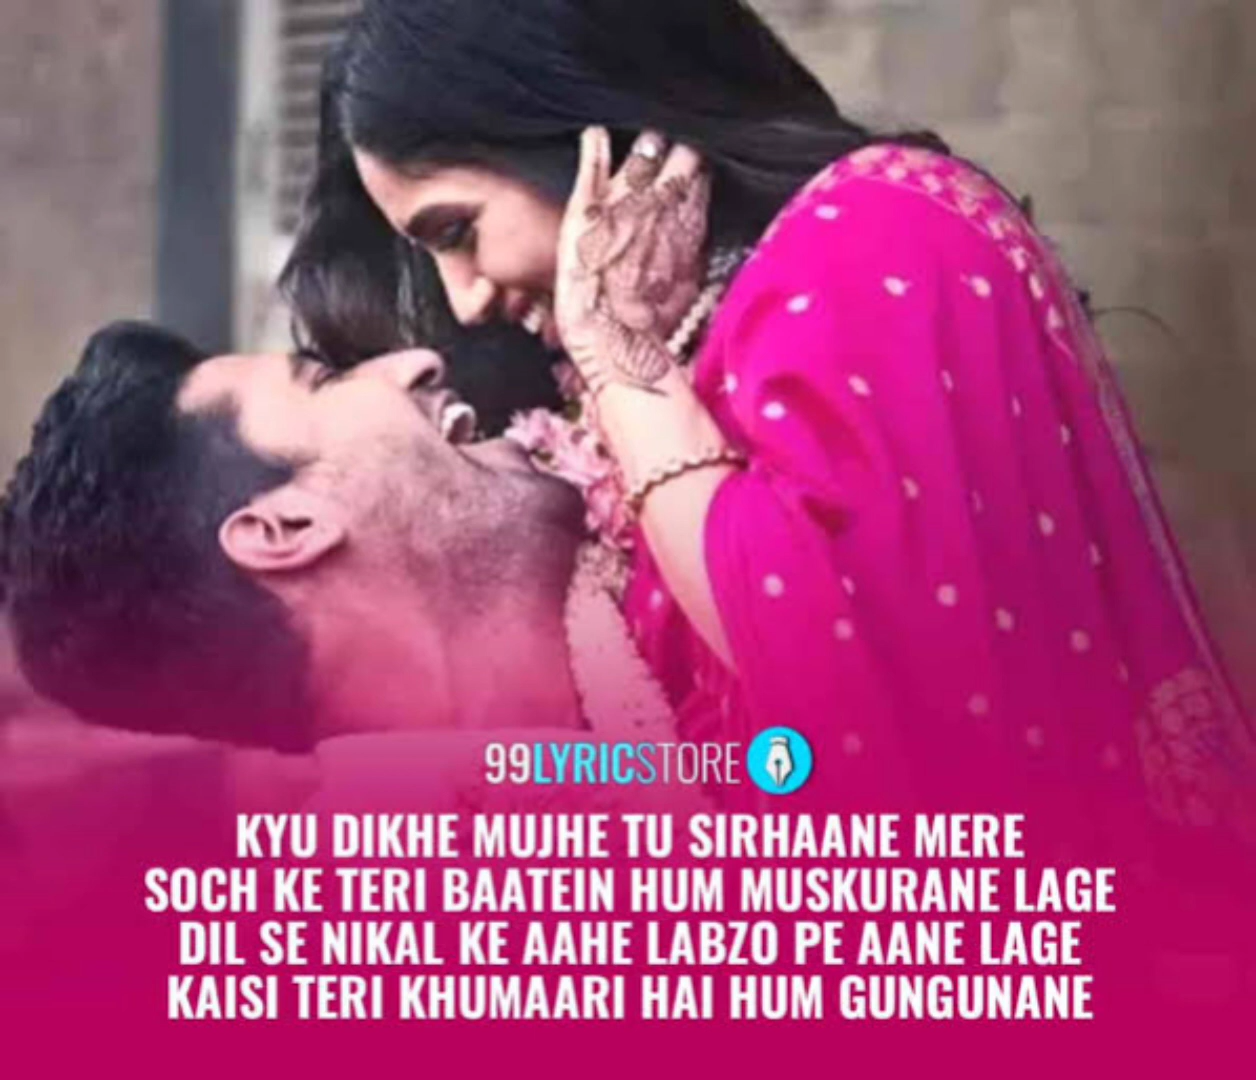 99LYRICSTORE
KYU DIKHE MUJHE TU SIRHAANE MERE
SOCH KE TERI BAATEIN HUM MUSKURANE LAGE
DIL SE NIKAL KE AAHE LABZO PE AANE LAGE
KAISI TERI KHUMAARI HAI HUM GUNGUNANE